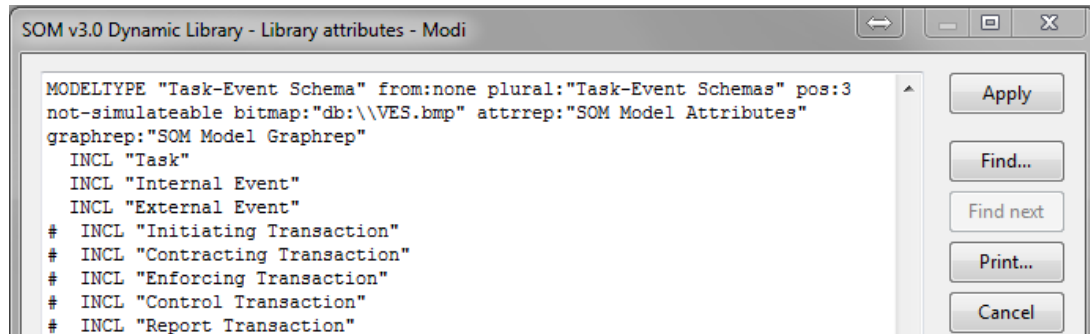 SOM v3.0 Dynamic Library - Library attributes - Modi
MODELTYPE "Task-Event Schema" from:none plural:"Task-Event Schemas" pos:3
not-simulateable bitmap:"db:\\VES.bmp" attrrep:"SOM Model Attributes"
graphrep:"SOM Model Graphrep"
INCL "Task"
INCL "Internal Event"
INCL "External Event"
# INCL "Initiating Transaction"
# INCL "Contracting Transaction"
# INCL "Enforcing Transaction"
# INCL "Control Transaction"
# INCL "Report Transaction"
Apply
Find...
Find next
Print...
Cancel